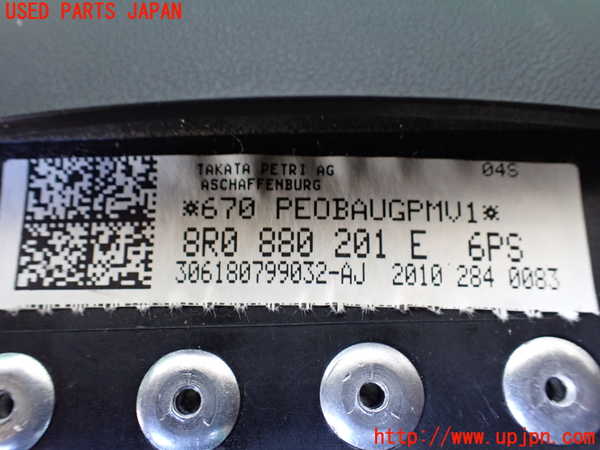 USED PARTS JAPAN
TAKATA PETRI AG 04S
ASCHAFFENBURG
*670 PEOBAUGPMV1*
8R0 880 201 E 6PS
306180799032-AJ 2010 284 0083
http://www.upjpn.com/